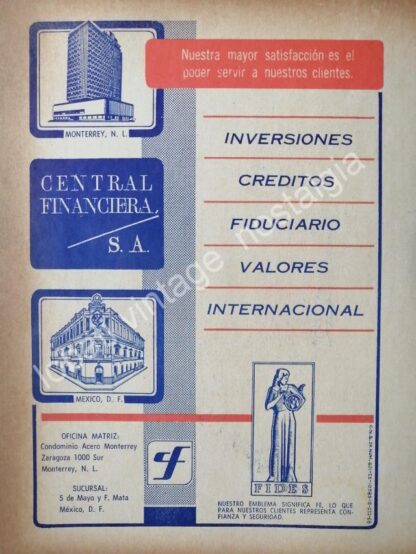 Nuestra mayor satisfacción es el
poder servir a nuestros clientes.
MONTERREY, N. L.
CENTRAL
FINANCIERA,
S. A.
INVERSIONES
CREDITOS
FIDUCIARIO
VALORES
INTERNACIONAL
MEXICO, D. F.
OFICINA MATRIZ:
Condominio Acero Monterrey
Zaragoza 1000 Sur
Monterrey, N. L.
SUCURSAL:
5 de Mayo y F. Mata
México, D. F.
cf
FIDES
NUESTRO EMBLEMA SIGNIFICA FE, LO QUE
PARA NUESTROS CLIENTES REPRESENTA CON-
FIANZA Y SEGURIDAD.
vintage nostalgia